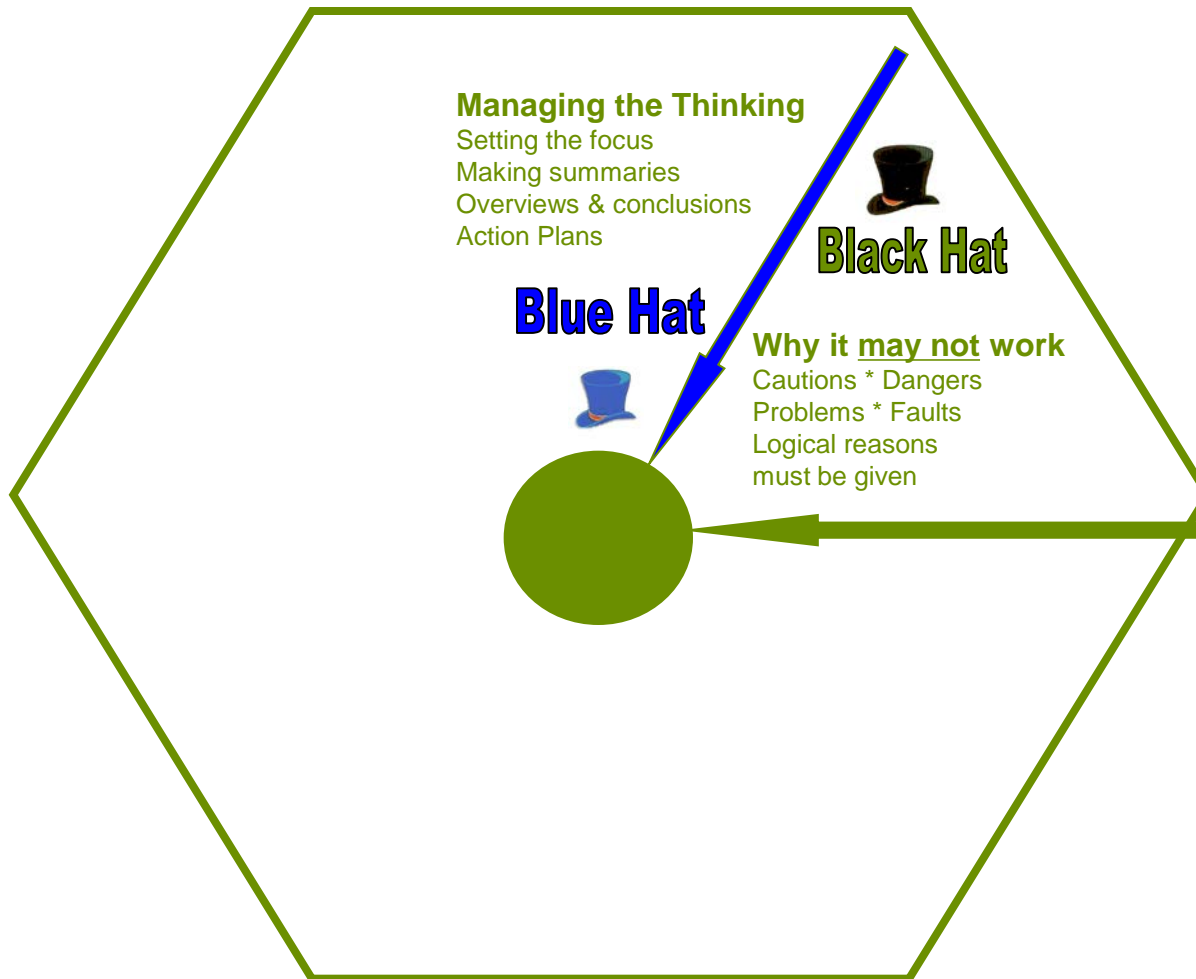 Managing the Thinking
Setting the focus
Making summaries
Overviews & conclusions
Action Plans
Blue Hat
Black Hat
Why it may not work
Cautions * Dangers
Problems * Faults
Logical reasons
must be given